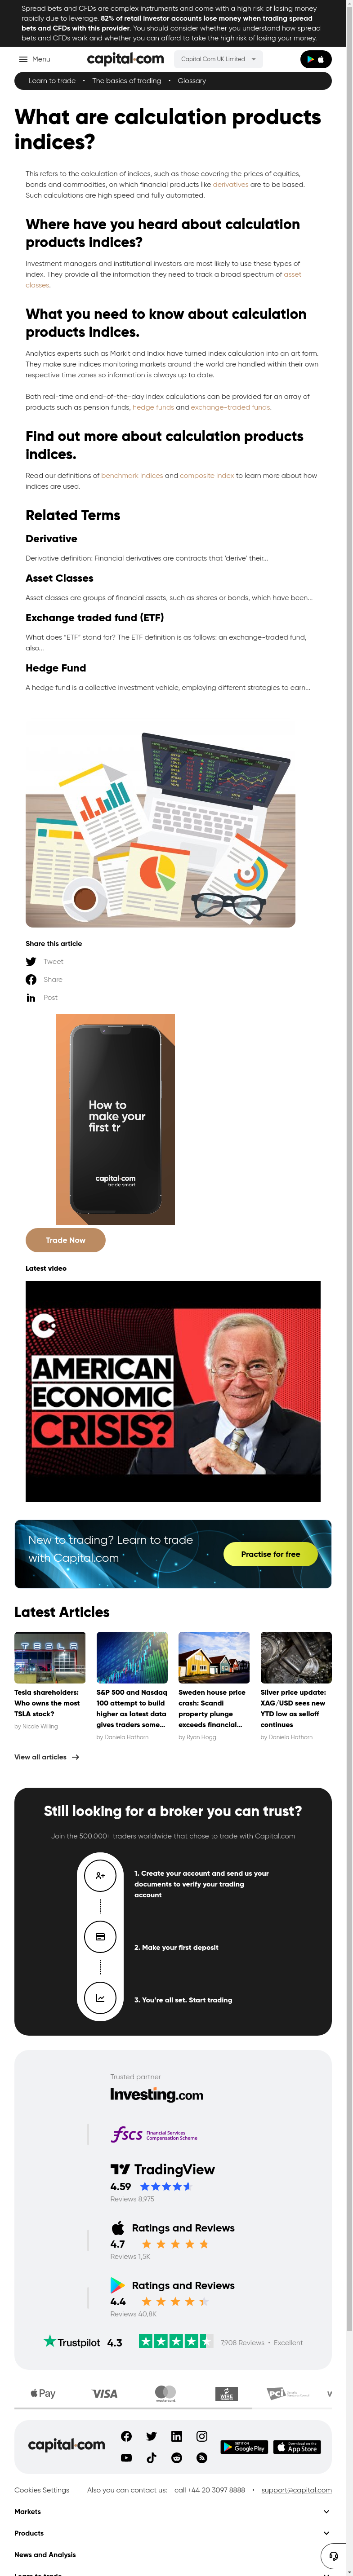 Spread bets and CFDs are complex instruments and come with a high risk of losing money
rapidly due to leverage. 82% of retail investor accounts lose money when trading spread
bets and CFDs with this provider. You should consider whether you understand how spread
bets and CFDs work and whether you can afford to take the high risk of losing your money.
Menu
capital.com
Capital Com UK Limited
Learn to trade • The basics of trading • Glossary
What are calculation products
indices?
This refers to the calculation of indices, such as those covering the prices of equities,
bonds and commodities, on which financial products like derivatives are to be based.
Such calculations are high speed and fully automated.
Where have you heard about calculation
products indices?
Investment managers and institutional investors are most likely to use these types of
index. They provide all the information they need to track a broad spectrum of asset
classes.
What you need to know about calculation
products indices.
Analytics experts such as Markit and Indxx have turned index calculation into an art form.
They make sure indices monitoring markets around the world are handled within their own
respective time zones so information is always up to date.
Both real-time and end-of-the-day index calculations can be provided for an array of
products such as pension funds, hedge funds and exchange-traded funds.
Find out more about calculation products
indices.
Read our definitions of benchmark indices and composite index to learn more about how
indices are used.
Related Terms
Derivative
Derivative definition: Financial derivatives are contracts that 'derive' their...
Asset Classes
Asset classes are groups of financial assets, such as shares or bonds, which have been...
Exchange traded fund (ETF)
What does "ETF" stand for? The ETF definition is as follows: an exchange-traded fund,
also...
Hedge Fund
A hedge fund is a collective investment vehicle, employing different strategies to earn...
Share this article
Tweet
Share
Post
How to
make your
first tr
capital.com
trade smart
Trade Now
Latest video
AMERICAN
ECONOMIC
CRISIS?
New to trading? Learn to trade
with Capital.com
Practise for free
Latest Articles
TESLA
Tesla shareholders:
Who owns the most
TSLA stock?
by Nicole Willing
S&P 500 and Nasdaq
100 attempt to build
higher as latest data
gives traders some...
by Daniela Hathorn
Sweden house price
crash: Scandi
property plunge
exceeds financial...
by Ryan Hogg
Silver price update:
XAG/USD sees new
YTD low as selloff
continues
by Daniela Hathorn
View all articles
Still looking for a broker you can trust?
Join the 500.000+ traders worldwide that chose to trade with Capital.com
1. Create your account and send us your
documents to verify your trading
account
2. Make your first deposit
3. You're all set. Start trading
Trusted partner
Investing.com
fscs Financial Services
Compensation Scheme
TradingView
4.59
Reviews 8,975
Ratings and Reviews
4.7
Reviews 1,5K
Ratings and Reviews
4.4
Reviews 40,8K
Trustpilot 4.3
7,908 Reviews • Excellent
Pay
VISA
mastercard
WIRE
PCI
capital.com
GET IT ON
Google Play
Download on the
App Store
Cookies Settings
Also you can contact us: call +44 20 3097 8888 • support@capital.com
Markets
Products
News and Analysis
Learn to trade